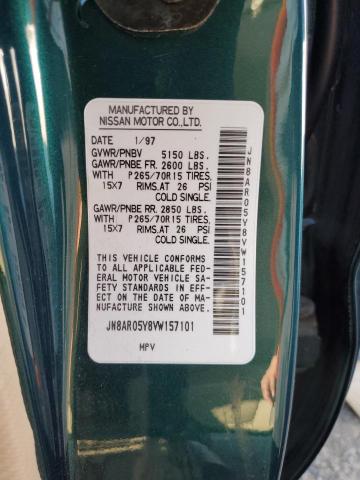 MANUFACTURED BY
NISSAN MOTOR CO.,LTD.
DATE 1/97
GVWR/PNBV 5150 LBS.
GAWR/PNBE FR. 2600 LBS.
WITH P265/70R15 TIRES,
15X7 RIMS,AT 26 PSI
COLD SINGLE.
GAWR/PNBE RR. 2850 LBS.
WITH P265/70R15 TIRES,
15X7 RIMS,AT 26 PSI
COLD SINGLE.
THIS VEHICLE CONFORMS
TO ALL APPLICABLE FED-
ERAL MOTOR VEHICLE SA-
FETY STANDARDS IN EFF-
ECT ON THE DATE OF MA-
NUFACTURE SHOWN ABOVE.
JN8AR05Y8VW157101
MPV
JN8AR05Y8VW157101